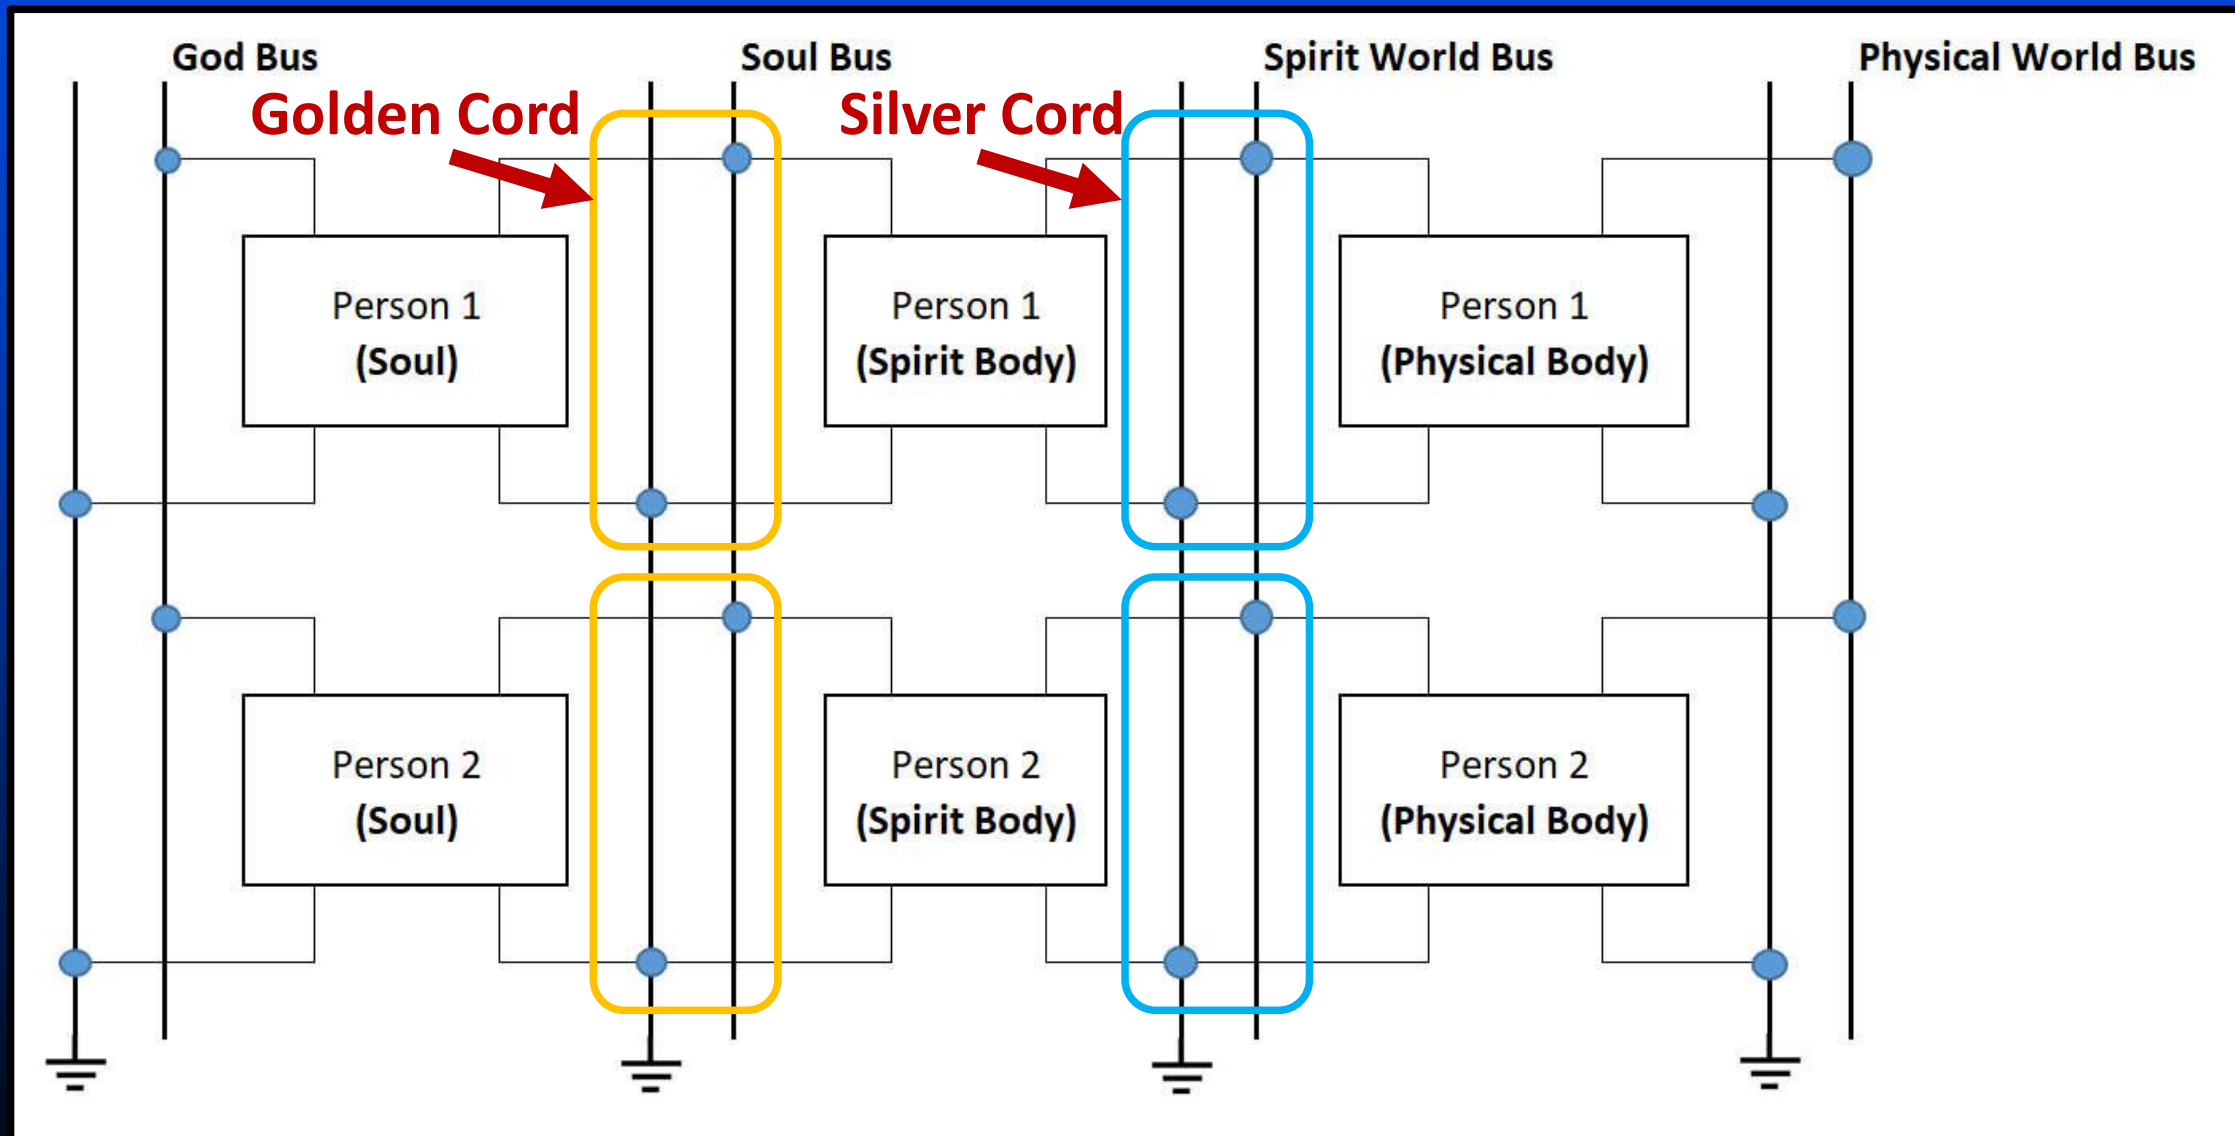 God Bus
Soul Bus
Spirit World Bus
Physical World Bus
Golden Cord
Silver Cord
Person 1
(Soul)
Person 1
(Spirit Body)
Person 1
(Physical Body)
Person 2
(Soul)
Person 2
(Spirit Body)
Person 2
(Physical Body)